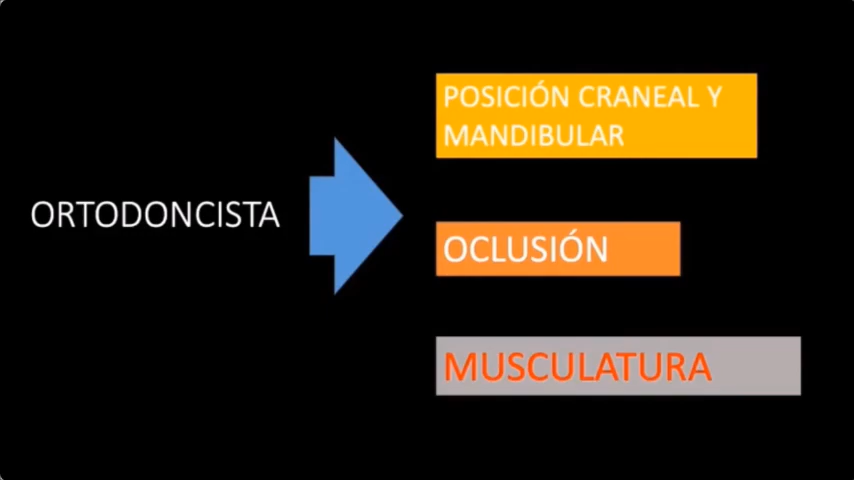 ORTODONCISTA
POSICIÓN CRANEAL Y
MANDIBULAR
OCLUSIÓN
MUSCULATURA